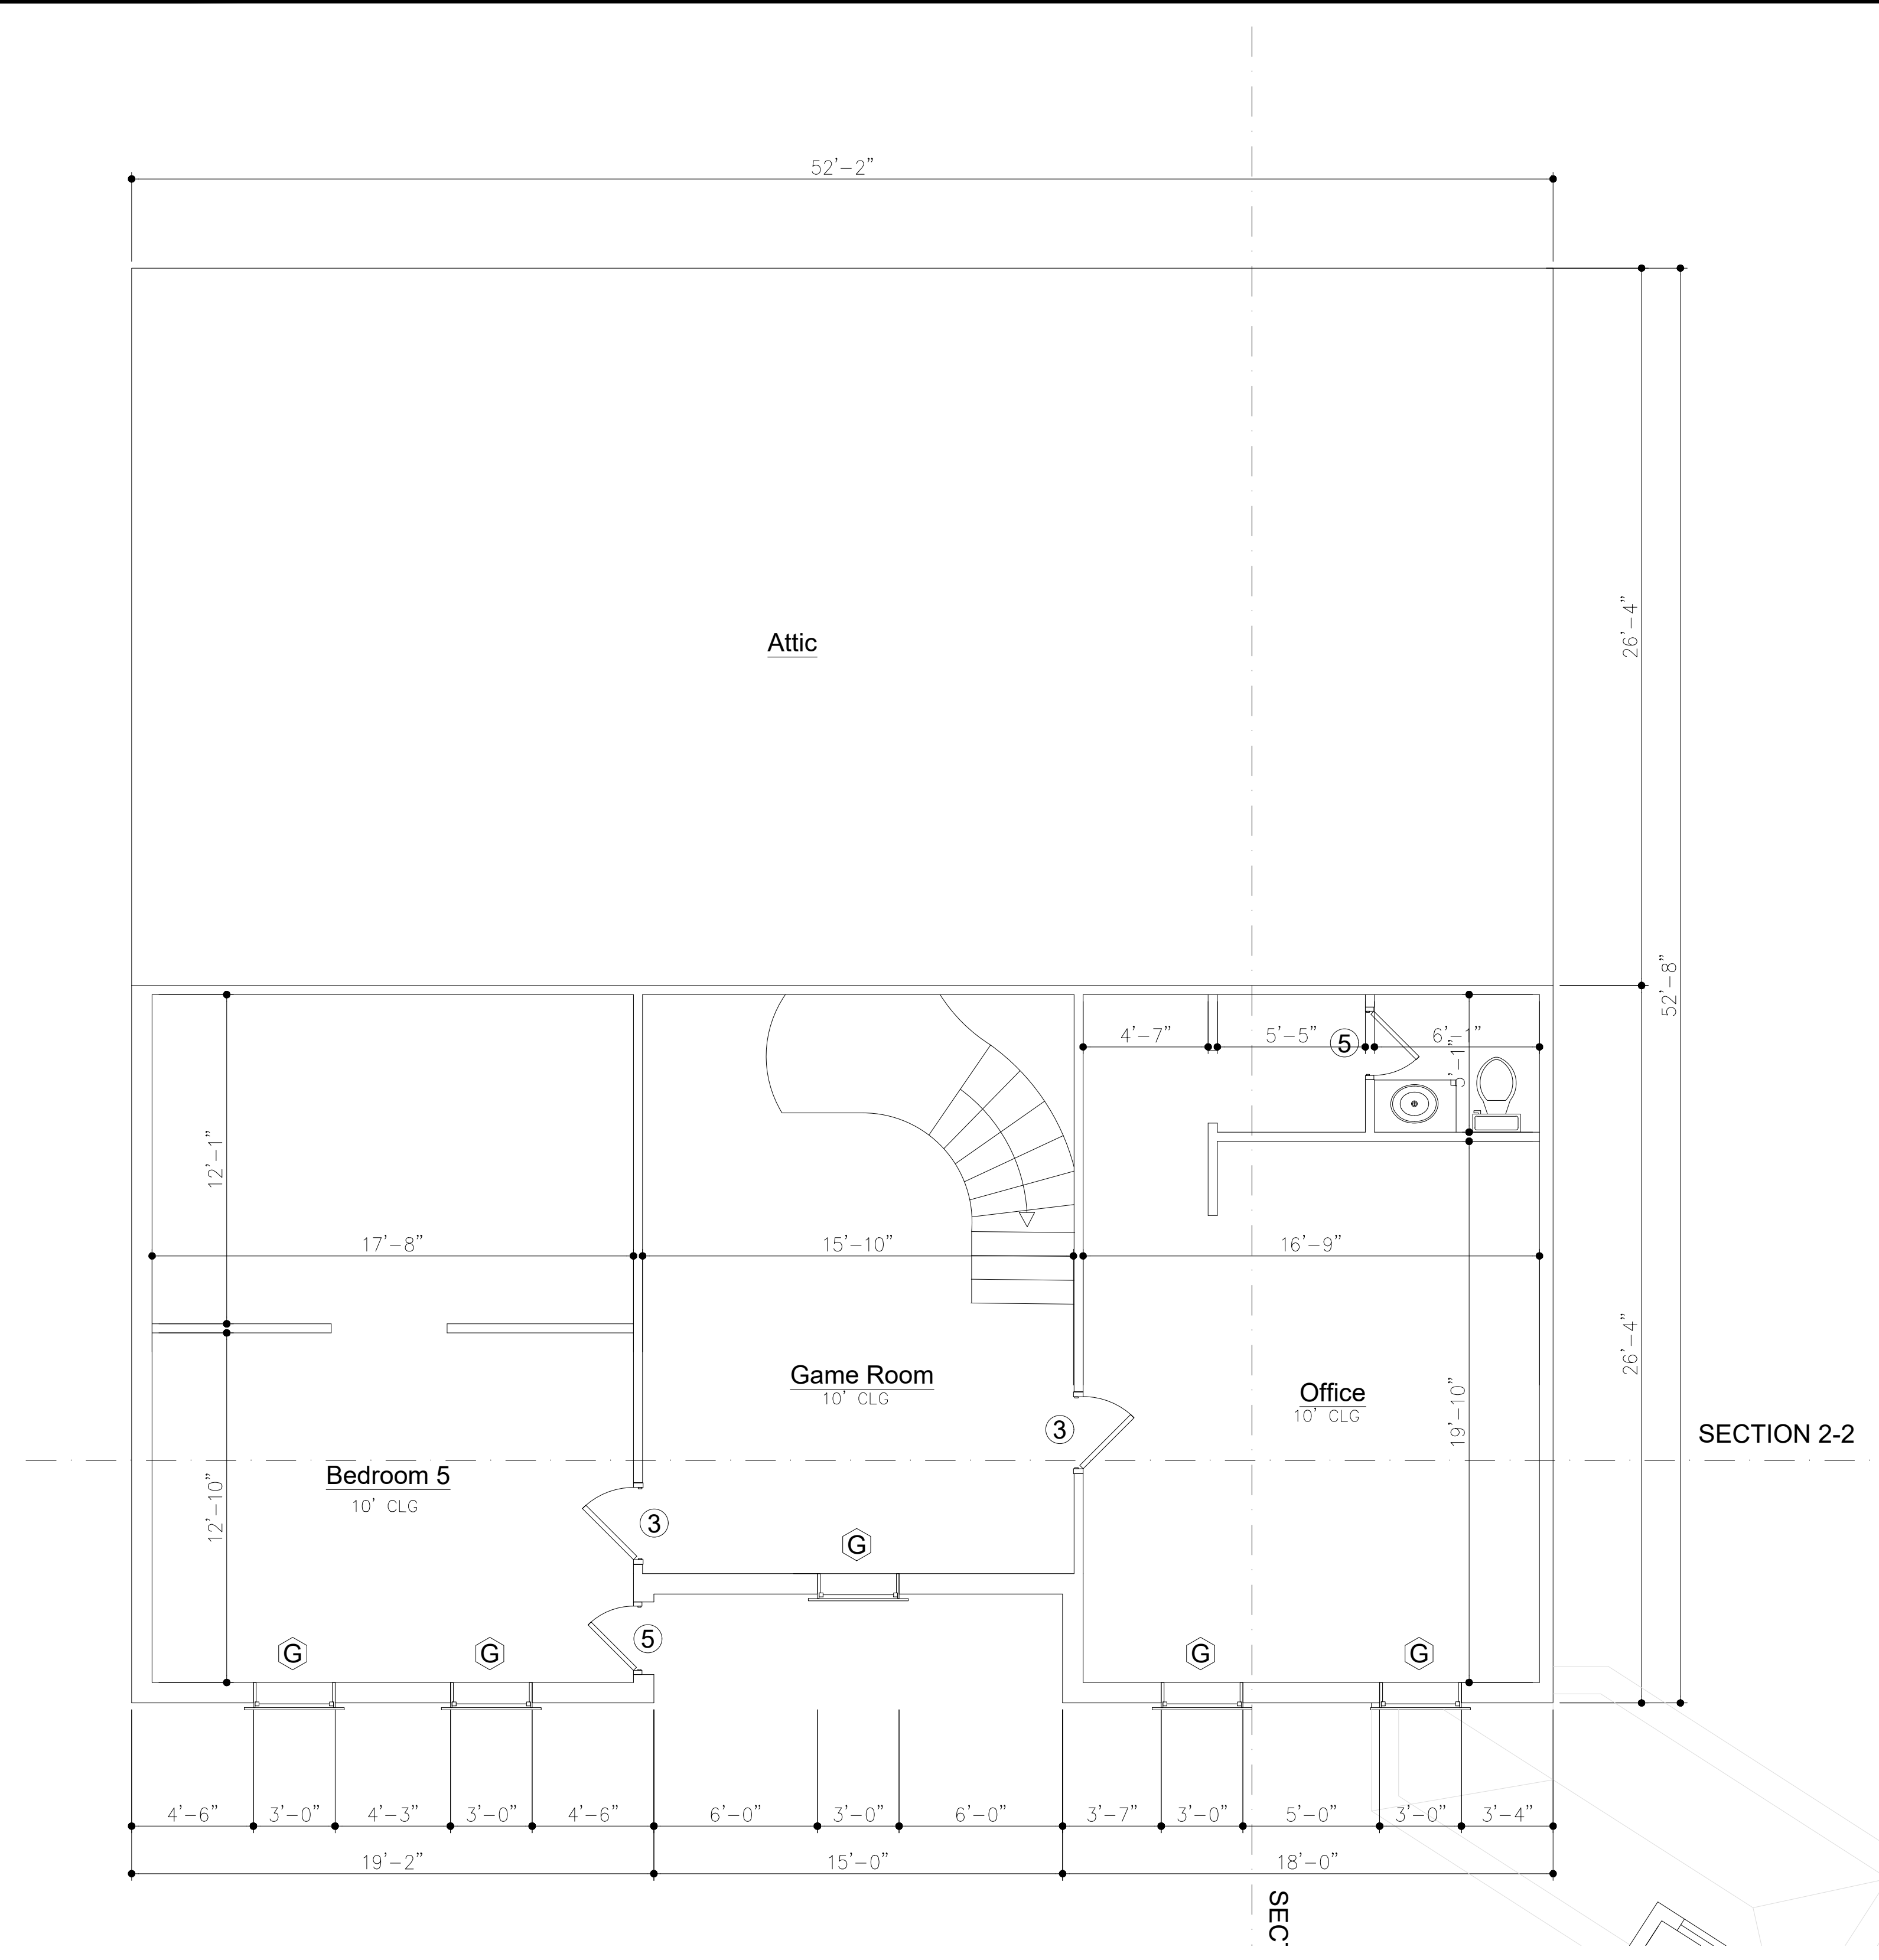 52'-2"
26'-4"
Attic
52'-8"
4'-7"
5'-5"
5
6'-1"
12'-1"
17'-8"
15'-10"
16'-9"
26'-4"
Game Room
10' CLG
Office
10' CLG
19'-10"
3
SECTION 2-2
Bedroom 5
10' CLG
12'-10"
3
G
5
G
G
G
G
4'-6"
3'-0"
4'-3"
3'-0"
4'-6"
6'-0"
3'-0"
6'-0"
3'-7"
3'-0"
5'-0"
3'-0"
3'-4"
19'-2"
15'-0"
18'-0"